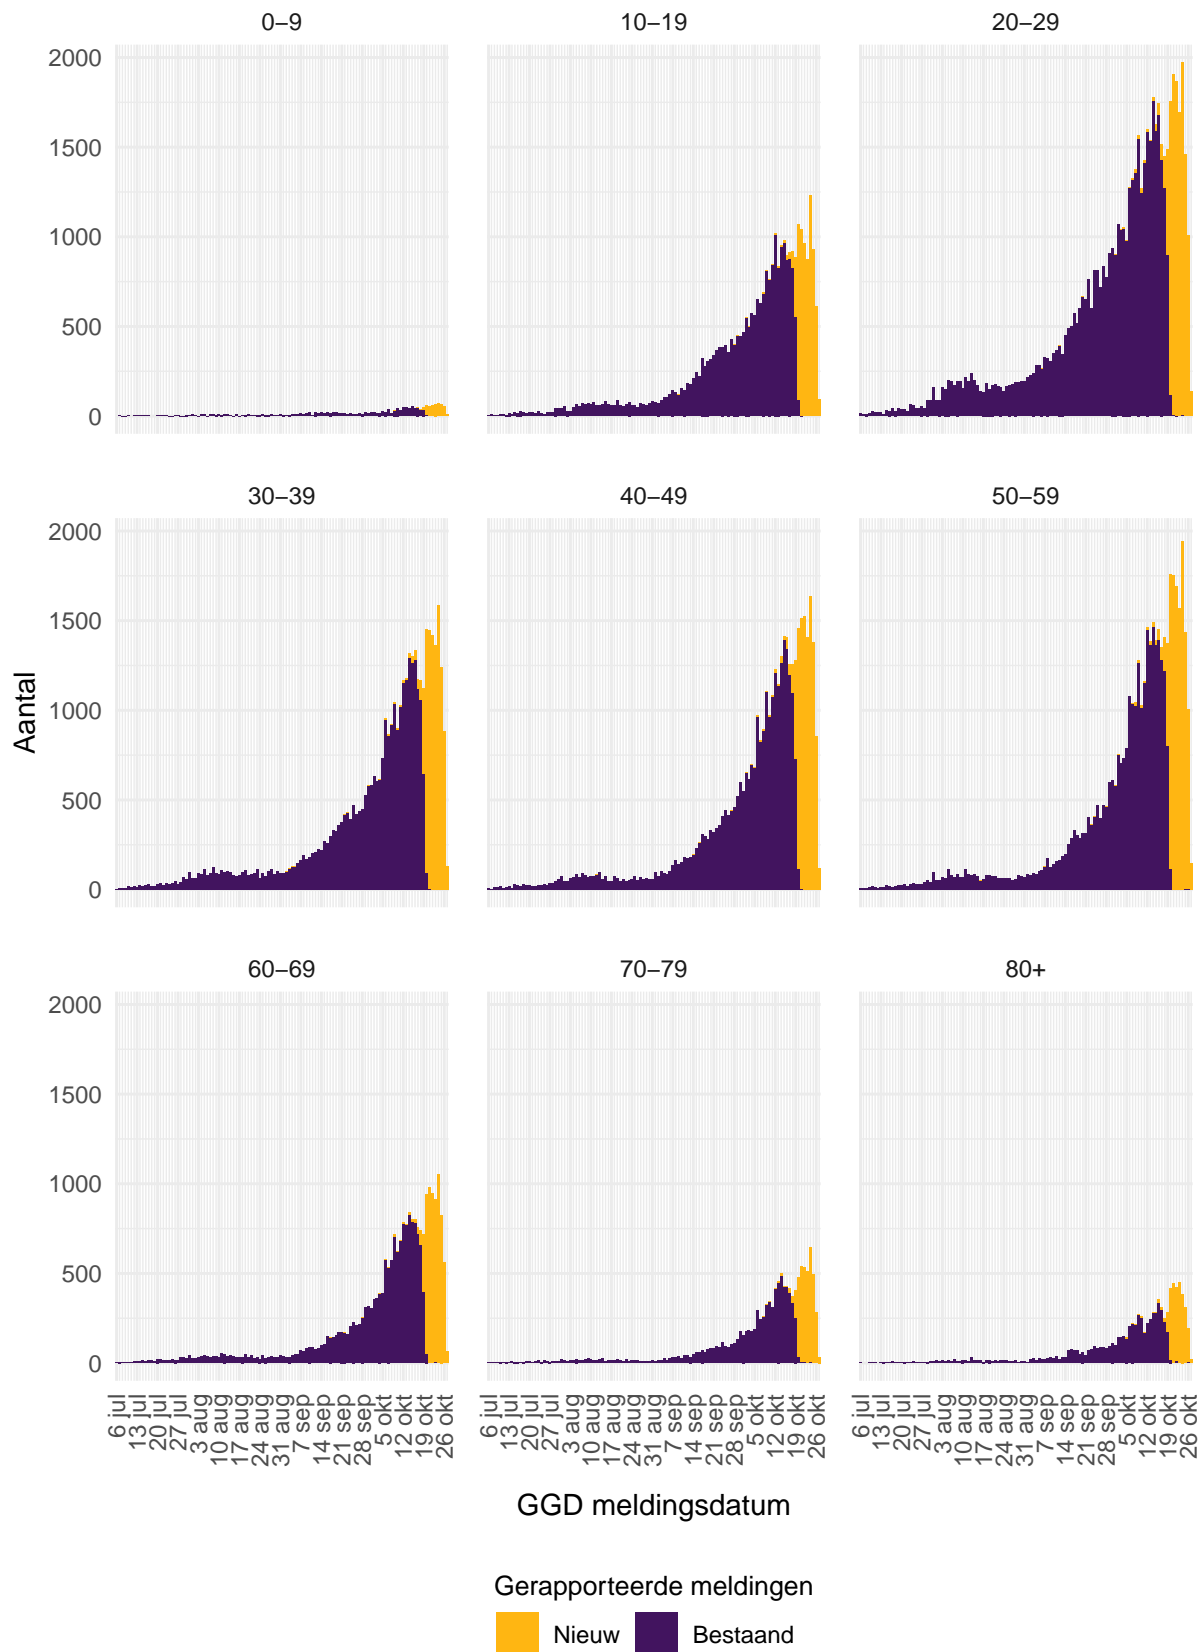 0–9 10–19 20–29
2000
1500
1000
500
0
30–39 40–49 50–59
2000
1500
1000
500
0
Aantal
60–69 70–79 80+
2000
1500
1000
500
0
6 jul 13 jul 20 jul 27 jul 3 aug 10 aug 17 aug 24 aug 31 aug 7 sep 14 sep 21 sep 28 sep 5 okt 12 okt 19 okt 26 okt
6 jul 13 jul 20 jul 27 jul 3 aug 10 aug 17 aug 24 aug 31 aug 7 sep 14 sep 21 sep 28 sep 5 okt 12 okt 19 okt 26 okt
6 jul 13 jul 20 jul 27 jul 3 aug 10 aug 17 aug 24 aug 31 aug 7 sep 14 sep 21 sep 28 sep 5 okt 12 okt 19 okt 26 okt
GGD meldingsdatum
Gerapporteerde meldingen
Nieuw Bestaand